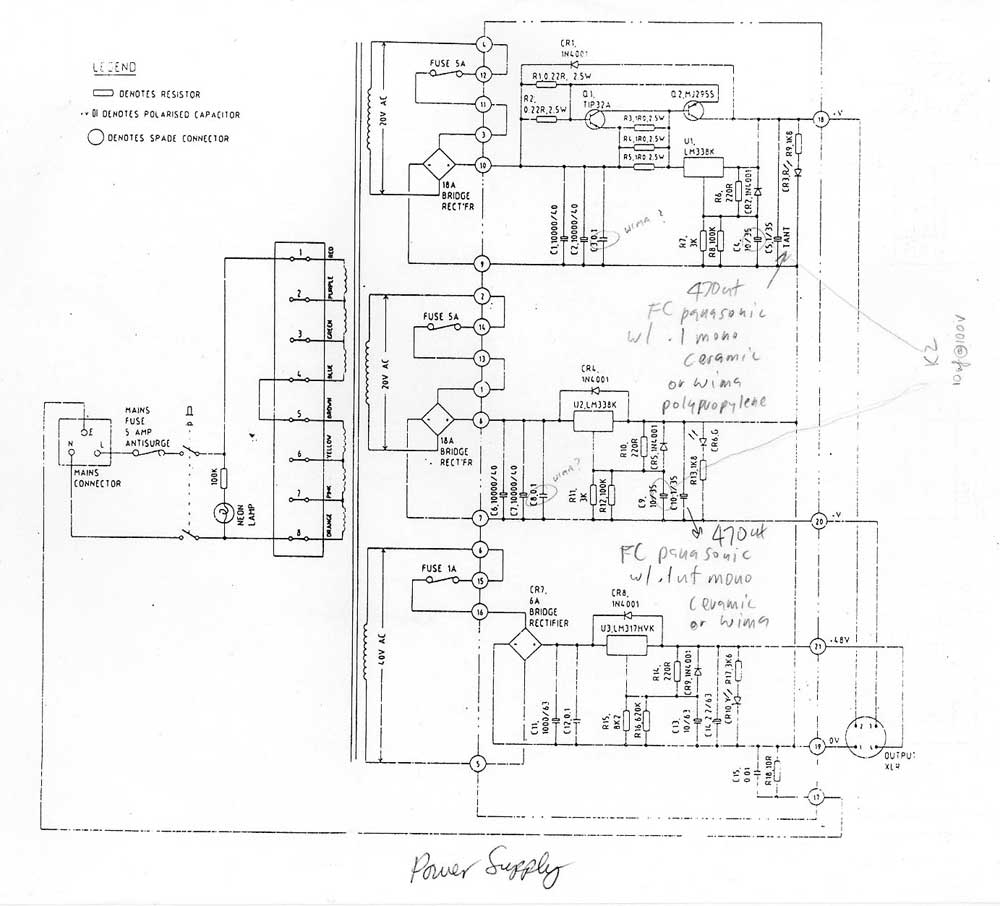 LEGEND
DENOTES RESISTOR
DENOTES POLARISED CAPACITOR
DENOTES SPADE CONNECTOR
20V AC
FUSE 5A
4
12
11
3
10
9
18A
BRIDGE
RECT'FR
CR1,
1N4001
R1,0.22R, 2.5W
R2,
0.22R,2.5W
Q1,
TIP32A
Q2,MJ2955
R3,1R0,2.5W
R4,1R0,2.5W
R5,1R0,2.5W
U1,
LM338K
R6,
220R
CR2,1N4001
R9,1K8
CR3,R
18
-V
C1,10000/40
C2,10000/40
C3,0.1
WIMA?
R7,
3K
R8,100K
C4,
10/35
C5,1/35
TANT
470uf
FC panasonic
w/ .1 mono
ceramic
or wima
polypropylene
K2
10uf@100V
1
2
3
4
5
6
7
8
RED
PURPLE
GREEN
BLUE
BROWN
YELLOW
PINK
ORANGE
20V AC
FUSE 5A
2
14
13
1
8
7
18A
BRIDGE
RECT'FR
CR4,
1N4001
U2,LM338K
R10,
220R
CR5,1N4001
CR6,G
R13,1K8
C6,10000/40
C7,10000/40
C8,0.1
WIMA?
R11,
3K
R12,100K
C9,
10/35
C10,1/35
20
-V
470uf
FC panasonic
w/ .1uf mono
ceramic
or wima
E
N
L
MAINS
CONNECTOR
MAINS
FUSE
5 AMP
ANTISURGE
100K
NEON
LAMP
40V AC
FUSE 1A
6
15
16
5
CR7,
6A
BRIDGE
RECTIFIER
CR8,
1N4001
U3,LM317HVK
R14,
220R
CR9,1N4001
R17,3K6
CR10,Y
C11,
1000/63
C12,0.1
R15,
8K2
R16,620K
C13,
10/63
C14,2.2/63
C15,
0.01
R18,10R
21
-48V
19
0V
17
2
3
1
4
OUTPUT
XLR
Power Supply